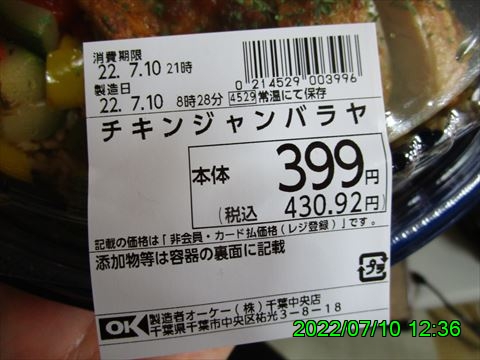 消費期限
22. 7.10 21時
製造日
22. 7.10 8時28分 4529 常温にて保存
0 214529 003996
チキンジャンバラヤ
本体 399円
(税込 430.92円)
記載の価格は「非会員・カード払価格(レジ登録)」です。
添加物等は容器の裏面に記載
プラ
OK 製造者オーケー(株)千葉中央店
千葉県千葉市中央区祐光3-8-18
2022/07/10 12:36